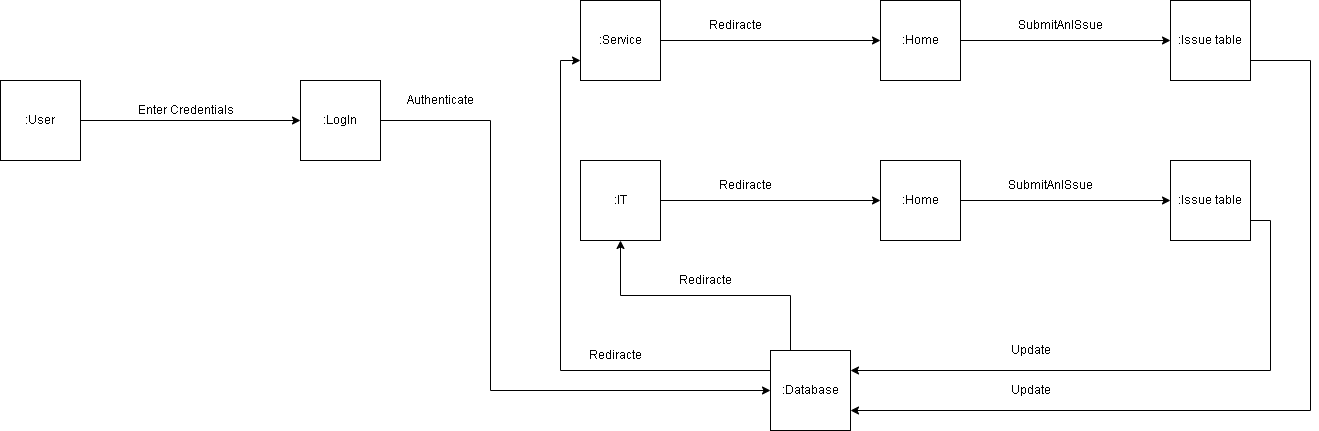 Rediracte
SubmitAnISsue
:Service
:Home
:Issue table
Enter Credentials
Authenticate
:User
:LogIn
Rediracte
SubmitAnISsue
:IT
:Home
:Issue table
Rediracte
Rediracte
Update
:Database
Update